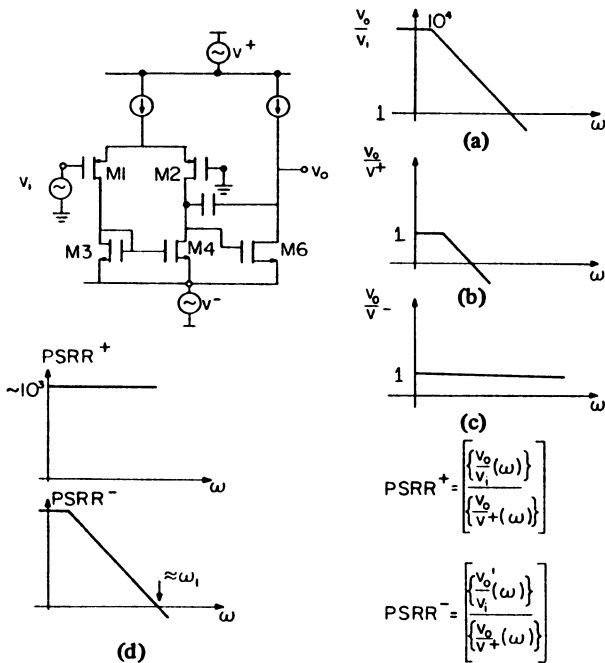 V+
Vi
M1
M2
Vo
M3
M4
M6
V-
Vo/Vi
10⁴
1
ω
(a)
Vo/V+
1
ω
(b)
Vo/V-
1
ω
(c)
PSRR+
~10³
ω
PSRR-
≈ω1
ω
(d)
PSRR+ = [{Vo/Vi(ω)}/{Vo/V+(ω)}]
PSRR- = [{Vo'/Vi(ω)}/{Vo/V+(ω)}]